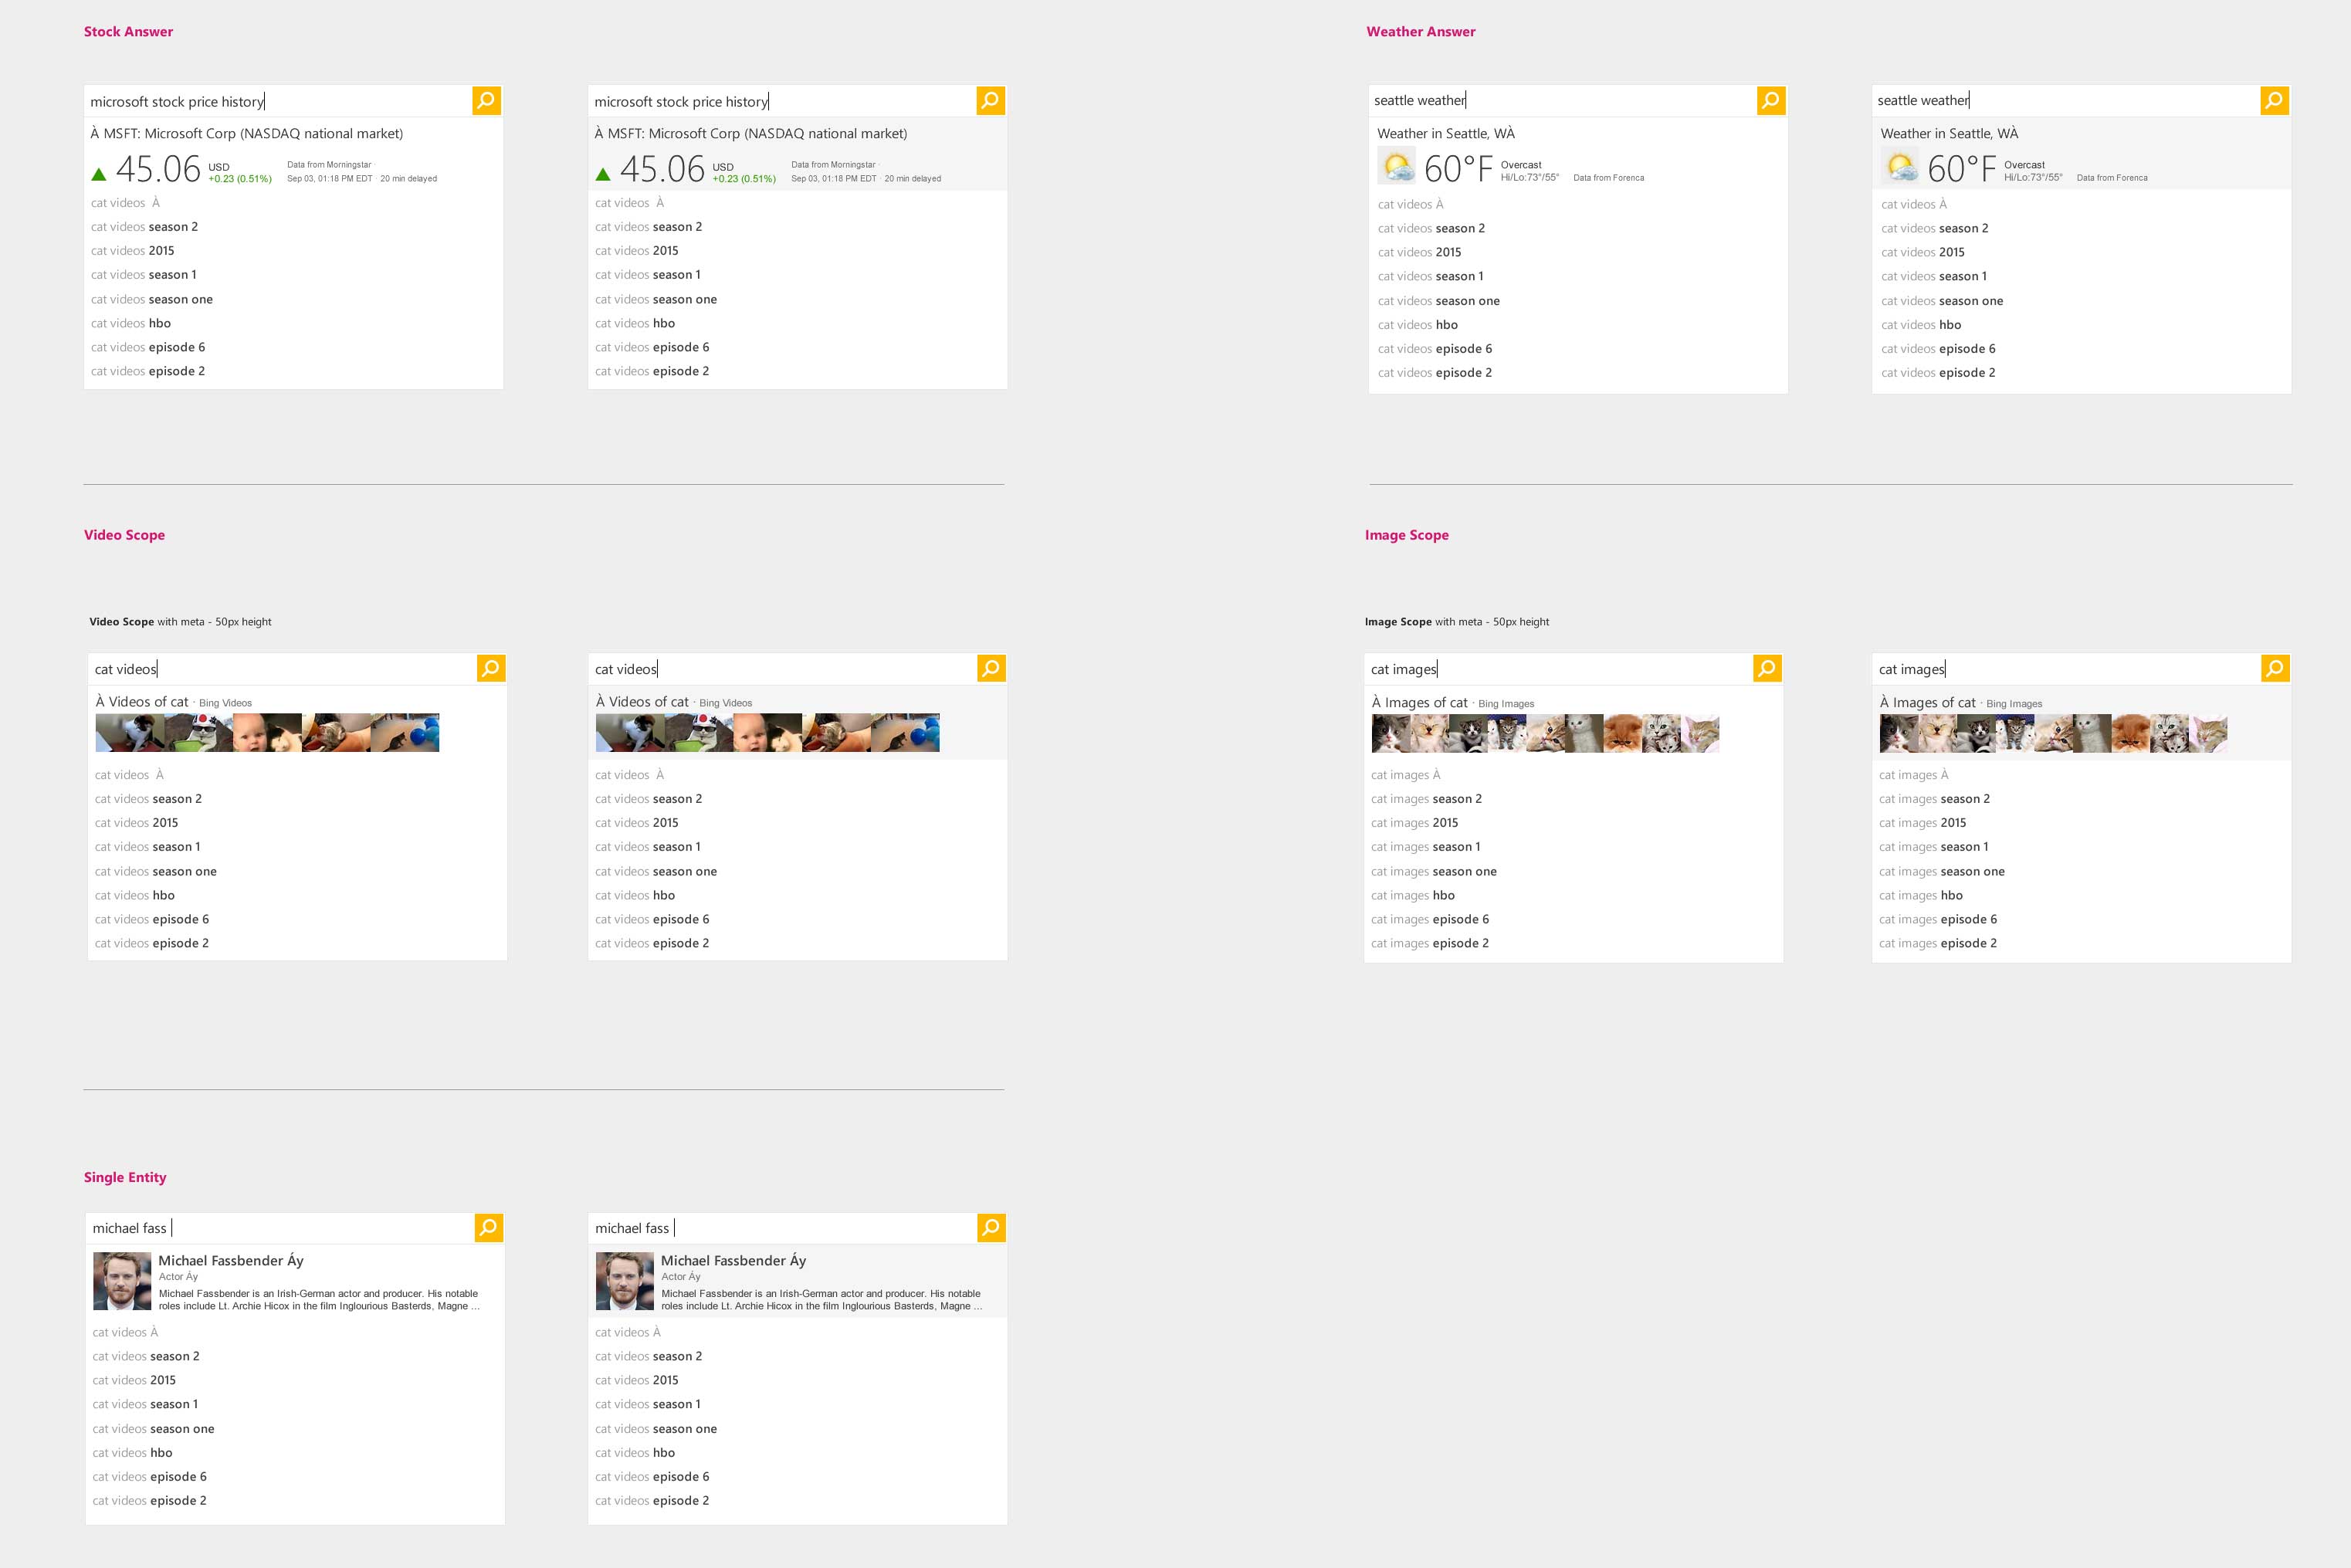 Stock Answer
microsoft stock price history
À MSFT: Microsoft Corp (NASDAQ national market)
45.06
USD
+0.23 (0.51%)
Data from Morningstar ·
Sep 03, 01:18 PM EDT · 20 min delayed
cat videos À
cat videos season 2
cat videos 2015
cat videos season 1
cat videos season one
cat videos hbo
cat videos episode 6
cat videos episode 2
microsoft stock price history
À MSFT: Microsoft Corp (NASDAQ national market)
45.06
USD
+0.23 (0.51%)
Data from Morningstar ·
Sep 03, 01:18 PM EDT · 20 min delayed
cat videos À
cat videos season 2
cat videos 2015
cat videos season 1
cat videos season one
cat videos hbo
cat videos episode 6
cat videos episode 2
Weather Answer
seattle weather
Weather in Seattle, WÀ
60°F
Overcast
Hi/Lo:73°/55°
Data from Forenca
cat videos À
cat videos season 2
cat videos 2015
cat videos season 1
cat videos season one
cat videos hbo
cat videos episode 6
cat videos episode 2
seattle weather
Weather in Seattle, WÀ
60°F
Overcast
Hi/Lo:73°/55°
Data from Forenca
cat videos À
cat videos season 2
cat videos 2015
cat videos season 1
cat videos season one
cat videos hbo
cat videos episode 6
cat videos episode 2
Video Scope
Video Scope with meta - 50px height
cat videos
À Videos of cat · Bing Videos
cat videos À
cat videos season 2
cat videos 2015
cat videos season 1
cat videos season one
cat videos hbo
cat videos episode 6
cat videos episode 2
cat videos
À Videos of cat · Bing Videos
cat videos À
cat videos season 2
cat videos 2015
cat videos season 1
cat videos season one
cat videos hbo
cat videos episode 6
cat videos episode 2
Image Scope
Image Scope with meta - 50px height
cat images
À Images of cat · Bing Images
cat images À
cat images season 2
cat images 2015
cat images season 1
cat images season one
cat images hbo
cat images episode 6
cat images episode 2
cat images
À Images of cat · Bing Images
cat images À
cat images season 2
cat images 2015
cat images season 1
cat images season one
cat images hbo
cat images episode 6
cat images episode 2
Single Entity
michael fass
Michael Fassbender Áy
Actor Áy
Michael Fassbender is an Irish-German actor and producer. His notable
roles include Lt. Archie Hicox in the film Inglourious Basterds, Magne ...
cat videos À
cat videos season 2
cat videos 2015
cat videos season 1
cat videos season one
cat videos hbo
cat videos episode 6
cat videos episode 2
michael fass
Michael Fassbender Áy
Actor Áy
Michael Fassbender is an Irish-German actor and producer. His notable
roles include Lt. Archie Hicox in the film Inglourious Basterds, Magne ...
cat videos À
cat videos season 2
cat videos 2015
cat videos season 1
cat videos season one
cat videos hbo
cat videos episode 6
cat videos episode 2